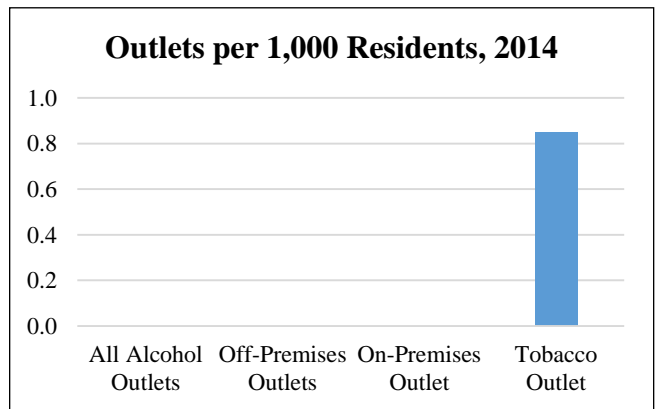 Outlets per 1,000 Residents, 2014
1.0
0.8
0.6
0.4
0.2
0.0
All Alcohol Outlets
Off-Premises Outlets
On-Premises Outlet
Tobacco Outlet